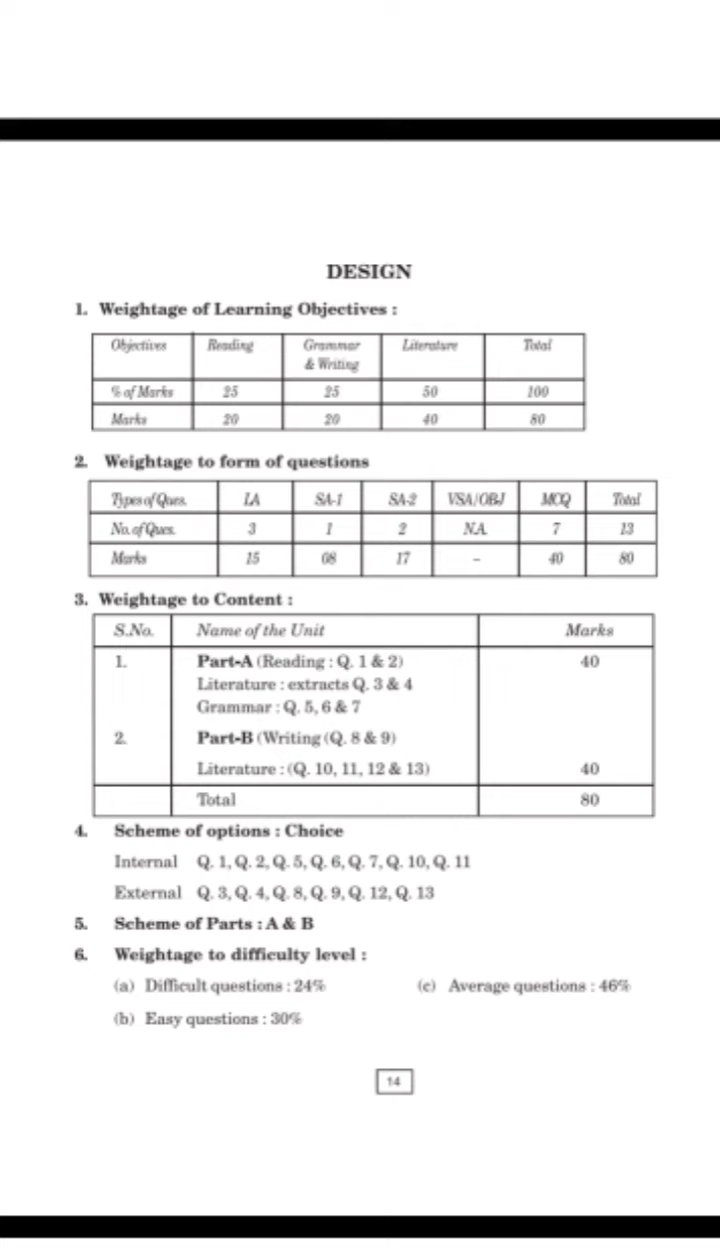 DESIGN
1. Weightage of Learning Objectives :
Objectives Reading Grammar & Writing Literature Total
% of Marks 25 25 50 100
Marks 20 20 40 80
2. Weightage to form of questions
Types of Ques. LA SA-1 SA-2 VSA/OBJ MCQ Total
No. of Ques. 3 1 2 N.A. 7 13
Marks 15 08 17 – 40 80
3. Weightage to Content :
S.No. Name of the Unit Marks
1. Part-A (Reading : Q. 1 & 2) 40
Literature : extracts Q. 3 & 4
Grammar : Q. 5, 6 & 7
2. Part-B (Writing (Q. 8 & 9)
Literature : (Q. 10, 11, 12 & 13) 40
Total 80
4. Scheme of options : Choice
Internal Q. 1, Q. 2, Q. 5, Q. 6, Q. 7, Q. 10, Q. 11
External Q. 3, Q. 4, Q. 8, Q. 9, Q. 12, Q. 13
5. Scheme of Parts : A & B
6. Weightage to difficulty level :
(a) Difficult questions : 24% (c) Average questions : 46%
(b) Easy questions : 30%
14